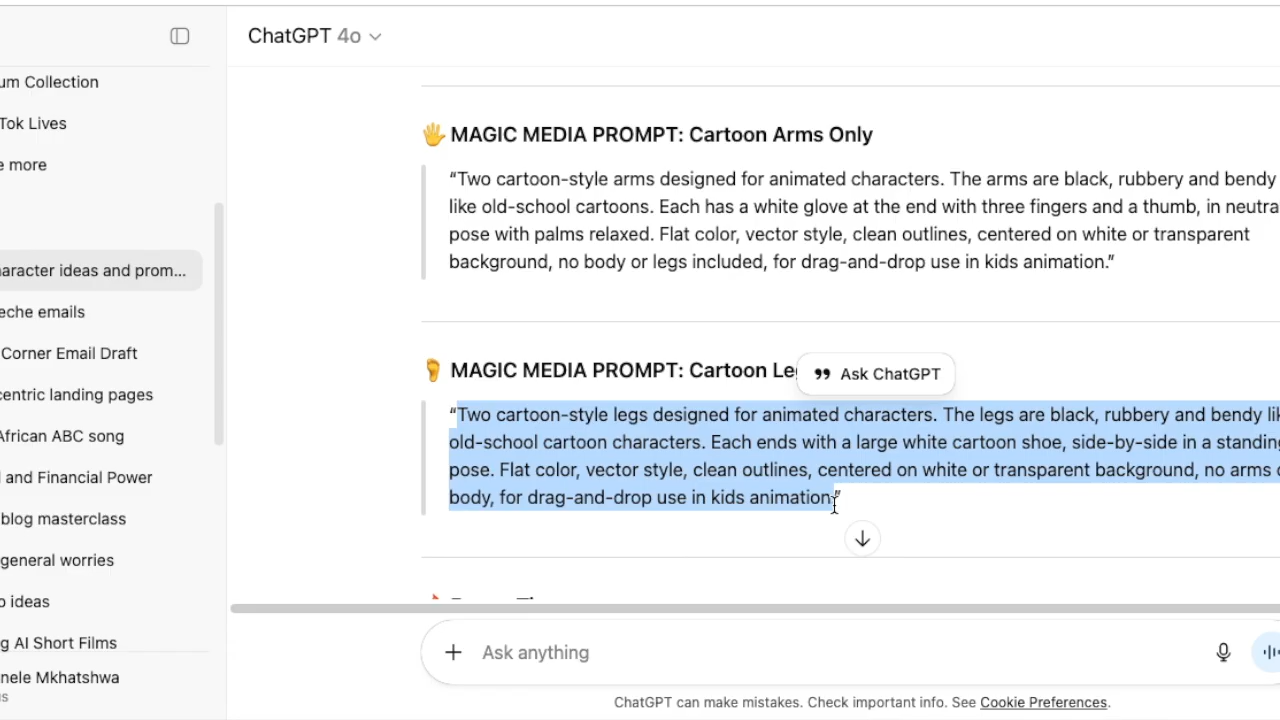 ChatGPT 4o
um Collection
Tok Lives
e more
aracter ideas and prom...
eche emails
Corner Email Draft
centric landing pages
African ABC song
l and Financial Power
blog masterclass
general worries
o ideas
g AI Short Films
nele Mkhatshwa
us
🖐 MAGIC MEDIA PROMPT: Cartoon Arms Only
“Two cartoon-style arms designed for animated characters. The arms are black, rubbery and bendy
like old-school cartoons. Each has a white glove at the end with three fingers and a thumb, in neutra
pose with palms relaxed. Flat color, vector style, clean outlines, centered on white or transparent
background, no body or legs included, for drag-and-drop use in kids animation.”
🦶 MAGIC MEDIA PROMPT: Cartoon Le
Ask ChatGPT
“Two cartoon-style legs designed for animated characters. The legs are black, rubbery and bendy li
old-school cartoon characters. Each ends with a large white cartoon shoe, side-by-side in a standing
pose. Flat color, vector style, clean outlines, centered on white or transparent background, no arms
body, for drag-and-drop use in kids animation.”
Ask anything
ChatGPT can make mistakes. Check important info. See Cookie Preferences.